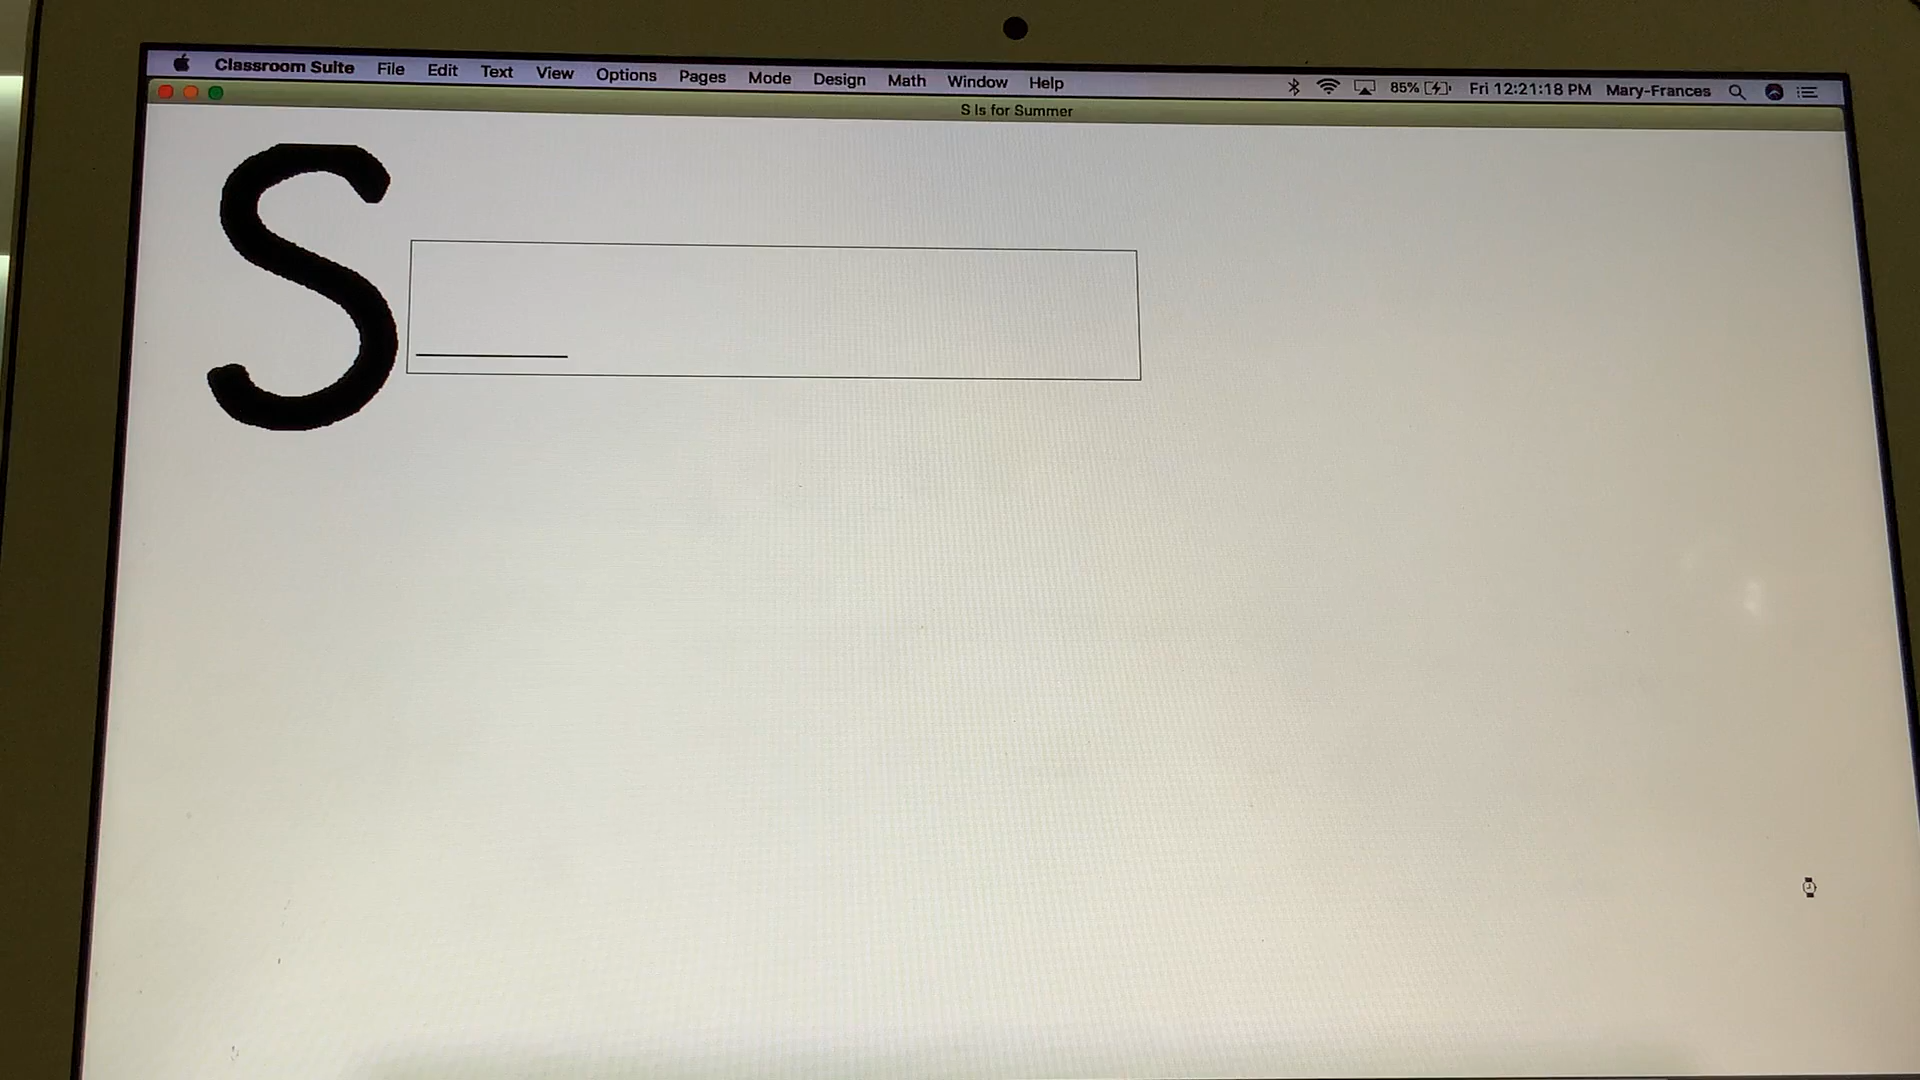 Classroom Suite File Edit Text View Options Pages Mode Design Math Window Help 85% Fri 12:21:18 PM Mary-Frances
S Is for Summer
S